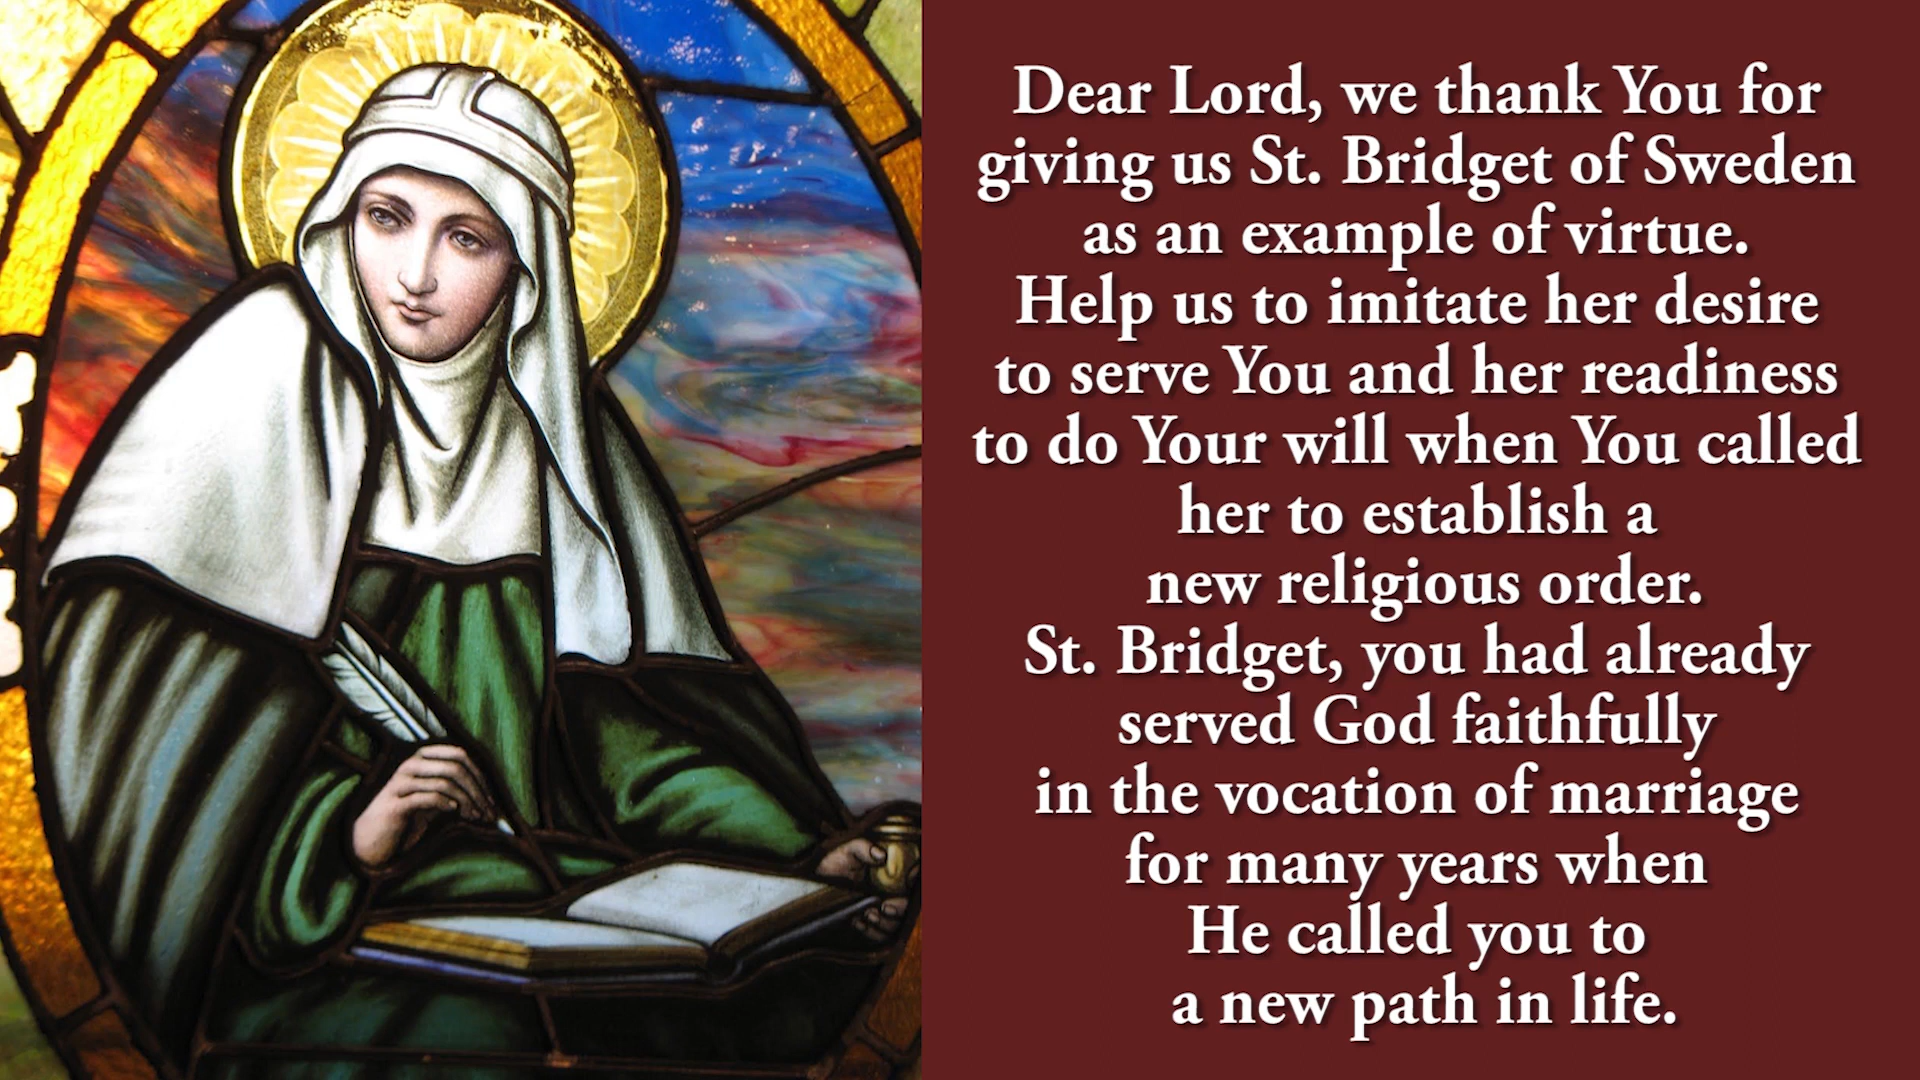 Dear Lord, we thank You for
giving us St. Bridget of Sweden
as an example of virtue.
Help us to imitate her desire
to serve You and her readiness
to do Your will when You called
her to establish a
new religious order.
St. Bridget, you had already
served God faithfully
in the vocation of marriage
for many years when
He called you to
a new path in life.